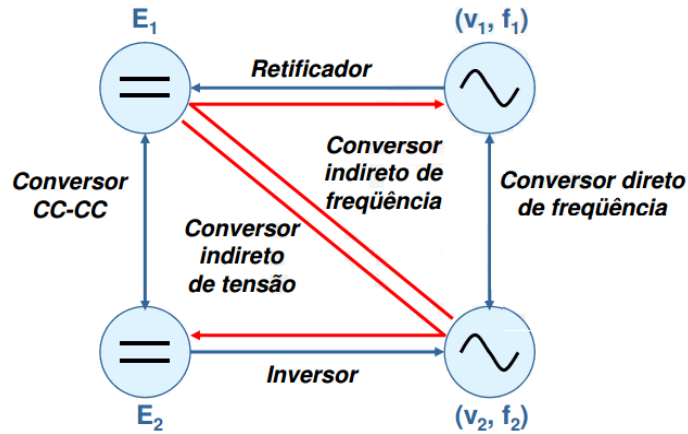 E1
(v1, f1)
Retificador
Conversor
indireto de
freqüência
Conversor
CC-CC
Conversor direto
de freqüência
Conversor
indireto
de tensão
Inversor
E2
(v2, f2)